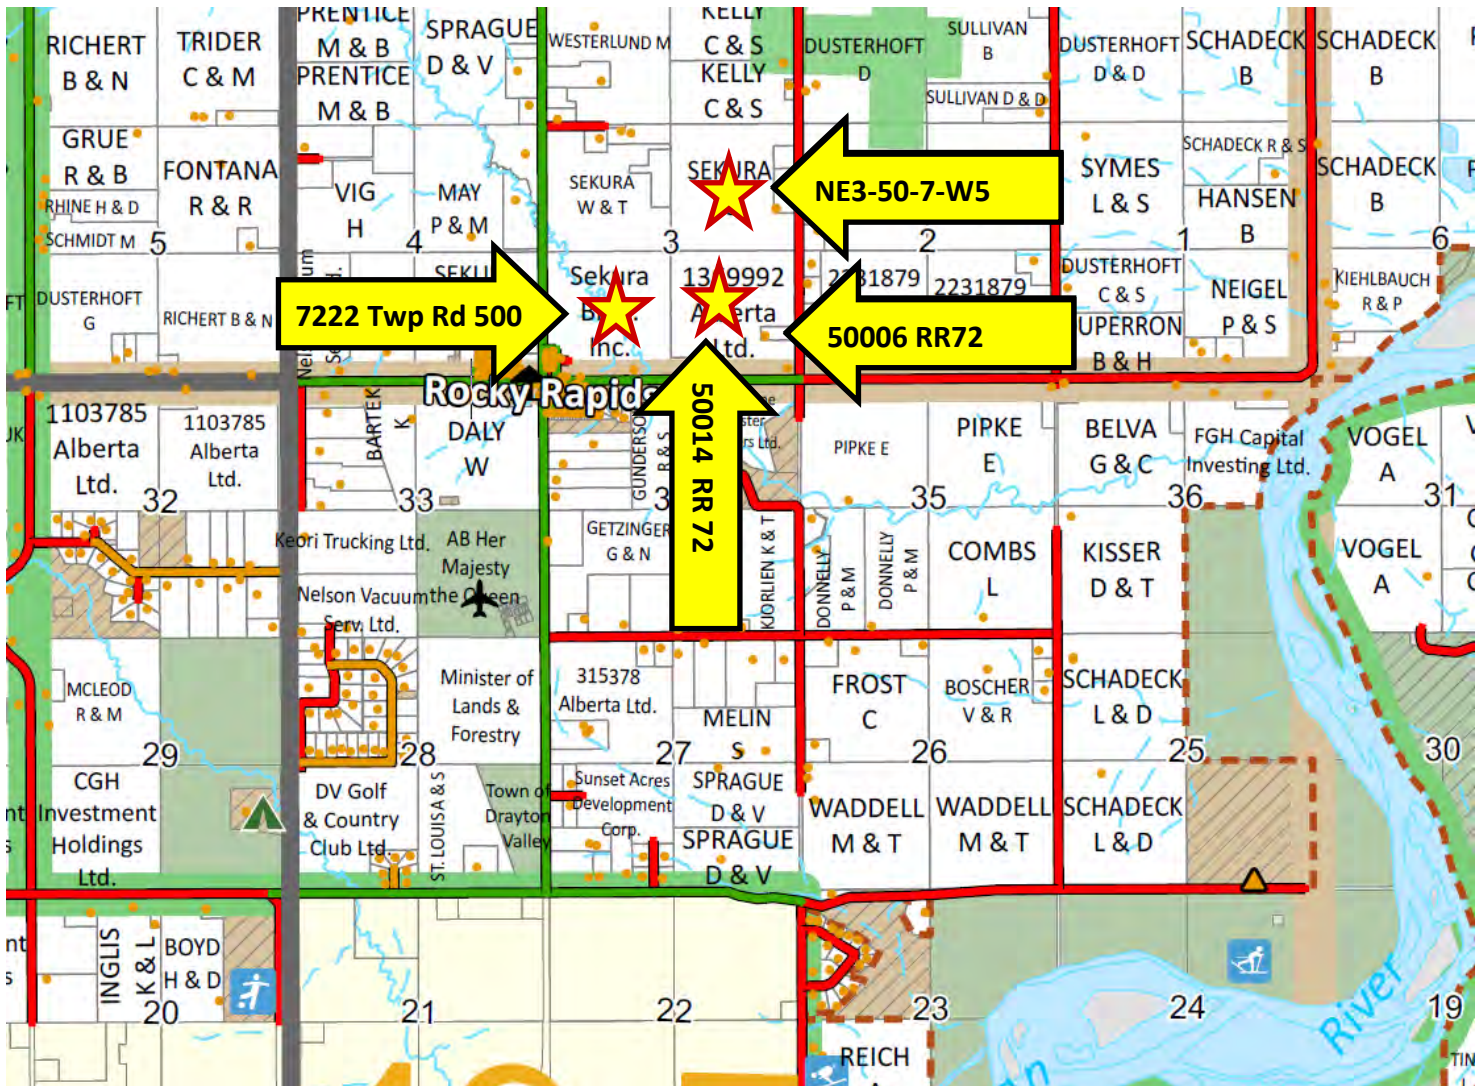 PRENTICE
M & B
PRENTICE
M & B
RICHERT
B & N
TRIDER
C & M
SPRAGUE
D & V
WESTERLUND M
KELLY
C & S
KELLY
C & S
DUSTERHOFT
D
SULLIVAN
B
SULLIVAN D & D
DUSTERHOFT
D & D
SCHADECK
B
SCHADECK
B
GRUE
R & B
RHINE H & D
SCHMIDT M
5
FONTANA
R & R
VIG
H
4
MAY
P & M
SEKURA
W & T
3
SEKURA
NE3-50-7-W5
2
SYMES
L & S
SCHADECK R & S
HANSEN
B
1
SCHADECK
B
6
DUSTERHOFT
G
RICHERT B & N
7222 Twp Rd 500
Sekura
Inc.
Ltd.
50006 RR72
2231879
DUSTERHOFT
C & S
B & H
NEIGEL
P & S
KIEHLBAUCH
R & P
Rocky Rapids
1103785
Alberta
Ltd.
32
1103785
Alberta
Ltd.
BARTEK
K
33
DALY
W
R & S
50014 RR 72
PIPKE E
PIPKE
E
35
BELVA
G & C
36
FGH Capital
Investing Ltd.
VOGEL
A
31
Keori Trucking Ltd.
AB Her
Majesty
the Queen
Nelson Vacuum
Serv. Ltd.
GETZINGER
G & N
KORLIEN K & T
DONNELLY
P & M
DONNELLY
P & M
COMBS
L
KISSER
D & T
VOGEL
A
MCLEOD
R & M
29
28
Minister of
Lands &
Forestry
315378
Alberta Ltd.
27
MELIN
S
FROST
C
26
BOSCHER
V & R
SCHADECK
L & D
25
30
CGH
Investment
Holdings
Ltd.
DV Golf
& Country
Club Ltd.
ST. LOUIS A & S
Town of
Drayton
Valley
Sunset Acres
Development
Corp.
SPRAGUE
D & V
SPRAGUE
D & V
WADDELL
M & T
WADDELL
M & T
SCHADECK
L & D
INGLIS
K & L
BOYD
H & D
20
21
22
23
24
19
River
REICH